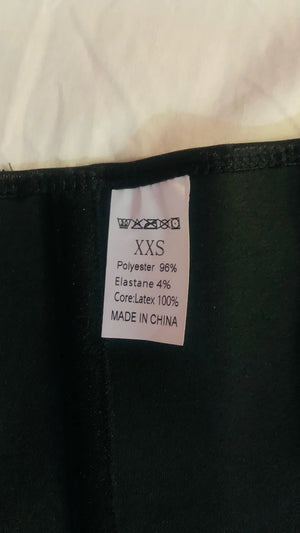 XXS
Polyester 96%
Elastane 4%
Core:Latex 100%
MADE IN CHINA